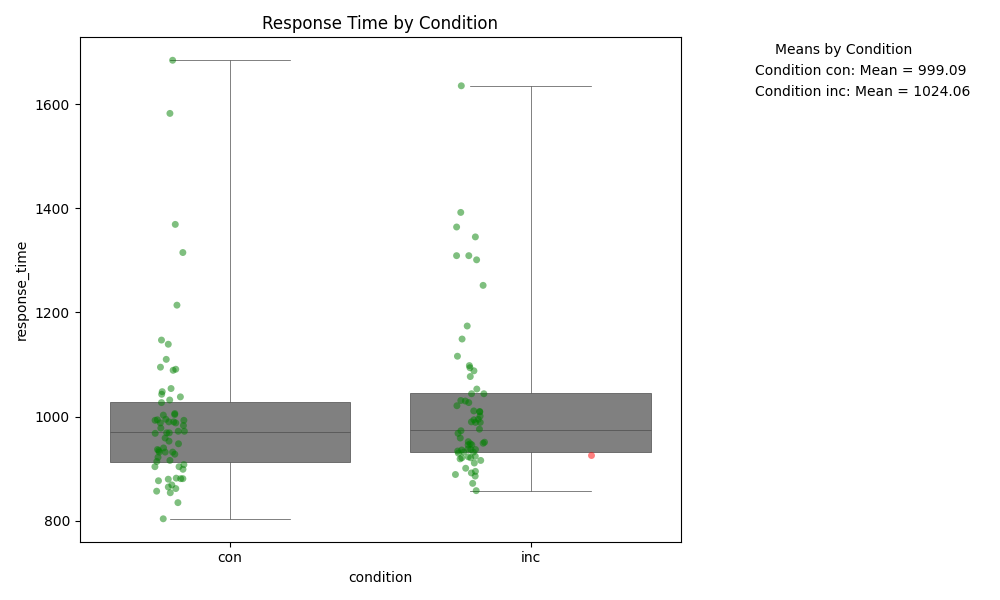 Response Time by Condition
Means by Condition
Condition con: Mean = 999.09
Condition inc: Mean = 1024.06
response_time
1600
1400
1200
1000
800
con
inc
condition